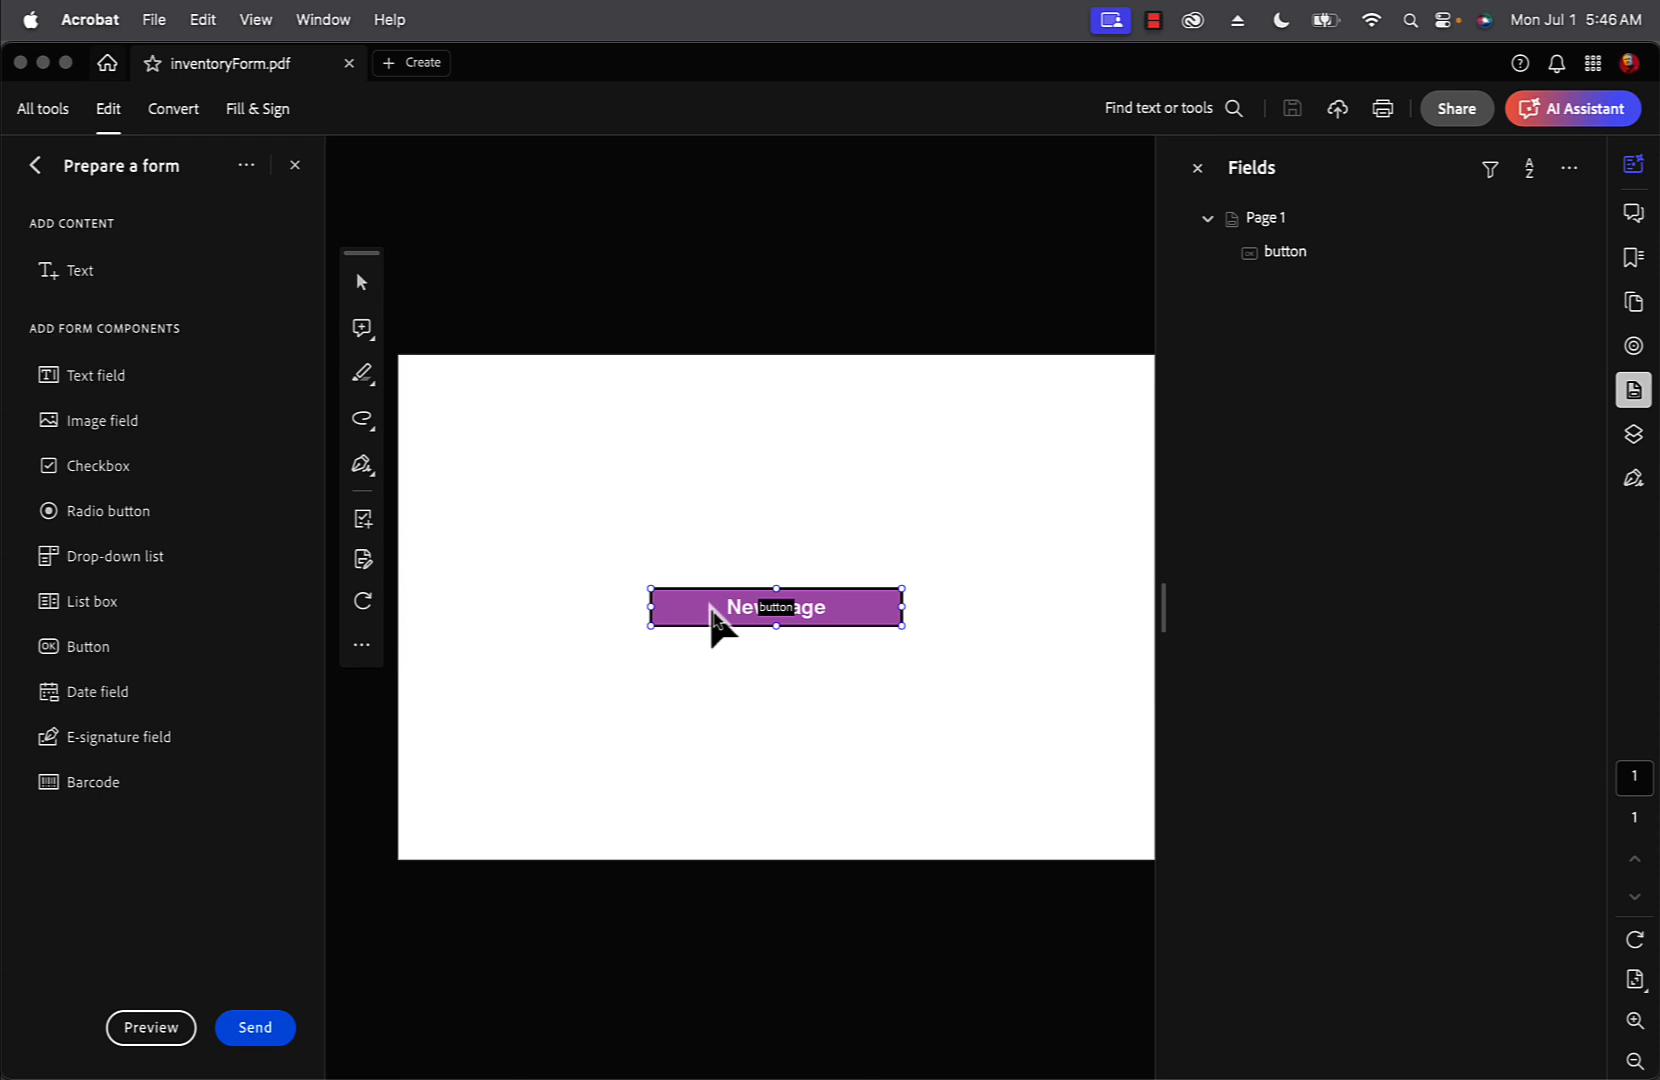 Acrobat File Edit View Window Help Mon Jul 1 5:46 AM
inventoryForm.pdf + Create
All tools Edit Convert Fill & Sign Find text or tools Share AI Assistant
Prepare a form
ADD CONTENT
Text
ADD FORM COMPONENTS
Text field
Image field
Checkbox
Radio button
Drop-down list
List box
Button
Date field
E-signature field
Barcode
Preview Send
button
Fields
Page 1
button
1
1